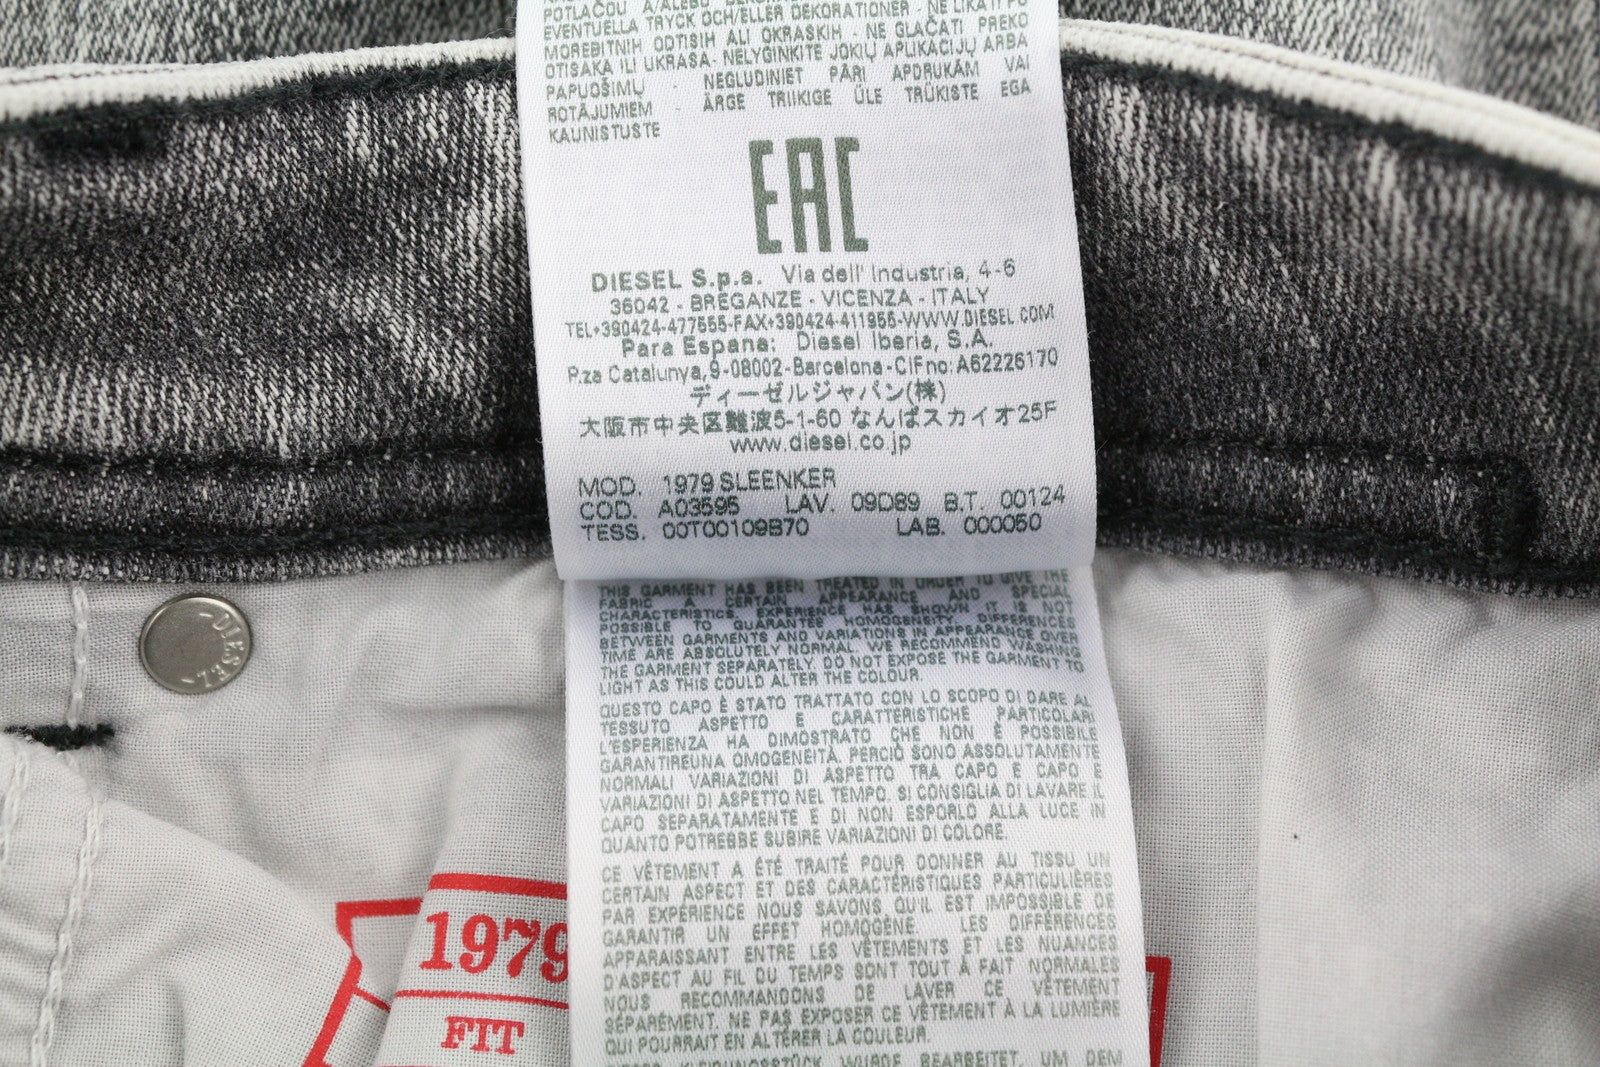 EVENTUELLA TRYCK OCH/ELLER DEKORATIONER - NE LIKATI PO
MOREBITNIH ODTISIH ALI OKRASKIH - NE GLAČATI PREKO
OTISAKA ILI UKRASA- NELYGINKITE JOKIŲ APLIKACIJŲ ARBA
PAPUOŠIMŲ - NEGLUDINIET PĀRI APDRUKĀM VAI
ROTĀJUMIEM - ÄRGE TRIIKIGE ÜLE TRÜKISTE EGA
KAUNISTUSTE
EAC
DIESEL S.p.a. Via dell' Industria, 4-6
36042 - BREGANZE - VICENZA - ITALY
TEL+390424-477555-FAX+390424-411955-WWW.DIESEL.COM
Para Espana: Diesel Iberia, S.A.
P.za Catalunya,9-08002-Barcelona-CIFno:A62226170
ディーゼルジャパン(株)
大阪市中央区難波5-1-60 なんばスカイオ25F
www.diesel.co.jp
MOD. 1979 SLEENKER
COD. A03595 LAV. 09D89 B.T. 00124
TESS. 00T00109B70 LAB. 000050
THIS GARMENT HAS BEEN TREATED IN ORDER TO GIVE THE
FABRIC A CERTAIN APPEARANCE AND SPECIAL
CHARACTERISTICS. EXPERIENCE HAS SHOWN IT IS NOT
POSSIBLE TO GUARANTEE HOMOGENEITY. DIFFERENCES
BETWEEN GARMENTS AND VARIATIONS IN APPEARANCE OVER
TIME ARE ABSOLUTELY NORMAL. WE RECOMMEND WASHING
THE GARMENT SEPARATELY. DO NOT EXPOSE THE GARMENT TO
LIGHT AS THIS COULD ALTER THE COLOUR.
QUESTO CAPO È STATO TRATTATO CON LO SCOPO DI DARE AL
TESSUTO ASPETTO E CARATTERISTICHE PARTICOLARI
L'ESPERIENZA HA DIMOSTRATO CHE NON È POSSIBILE
GARANTIREUNA OMOGENEITÀ. PERCIÒ SONO ASSOLUTAMENTE
NORMALI VARIAZIONI DI ASPETTO TRA CAPO E CAPO E
VARIAZIONI DI ASPETTO NEL TEMPO. SI CONSIGLIA DI LAVARE IL
CAPO SEPARATAMENTE E DI NON ESPORLO ALLA LUCE IN
QUANTO POTREBBE SUBIRE VARIAZIONI DI COLORE.
CE VÊTEMENT A ÉTÉ TRAITÉ POUR DONNER AU TISSU UN
CERTAIN ASPECT ET DES CARACTÉRISTIQUES PARTICULIÈRES
PAR EXPÉRIENCE NOUS SAVONS QU'IL EST IMPOSSIBLE DE
GARANTIR UN EFFET HOMOGÈNE. LES DIFFÉRENCES
APPARAISSANT ENTRE LES VÊTEMENTS ET LES NUANCES
D'ASPECT AU FIL DU TEMPS SONT TOUT À FAIT NORMALES
NOUS RECOMMANDONS DE LAVER CE VÊTEMENT
SÉPARÉMENT. NE PAS EXPOSER CE VÊTEMENT À LA LUMIÈRE
QUI POURRAIT EN ALTÉRER LA COULEUR.
KLEIDUNGSSTÜCK WURDE BEARBEITET, UM DEM
DIESEL
1979
FIT